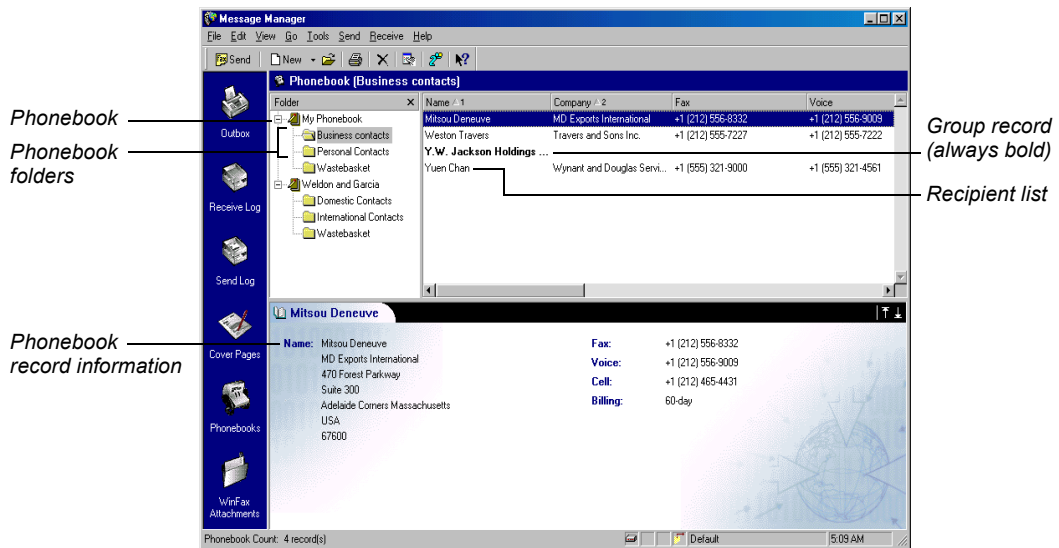 Message Manager
File Edit View Go Tools Send Receive Help
Send New
Phonebook (Business contacts)
Folder
Name 1 Company 2 Fax Voice
My Phonebook
Business contacts
Personal Contacts
Wastebasket
Weldon and Garcia
Domestic Contacts
International Contacts
Wastebasket
Mitsou Deneuve MD Exports International +1 (212) 556-8332 +1 (212) 556-9009
Weston Travers Travers and Sons Inc. +1 (212) 555-7227 +1 (212) 555-7222
Y.W. Jackson Holdings ...
Yuen Chan Wynant and Douglas Servi... +1 (555) 321-9000 +1 (555) 321-4561
Outbox
Receive Log
Send Log
Cover Pages
Phonebooks
WinFax
Attachments
Mitsou Deneuve
Name: Mitsou Deneuve
MD Exports International
470 Forest Parkway
Suite 300
Adelaide Corners Massachusetts
USA
67600
Fax: +1 (212) 556-8332
Voice: +1 (212) 556-9009
Cell: +1 (212) 465-4431
Billing: 60-day
Phonebook Count: 4 record(s) Default 5:09 AM
Phonebook
Phonebook
folders
Phonebook
record information
Group record
(always bold)
Recipient list